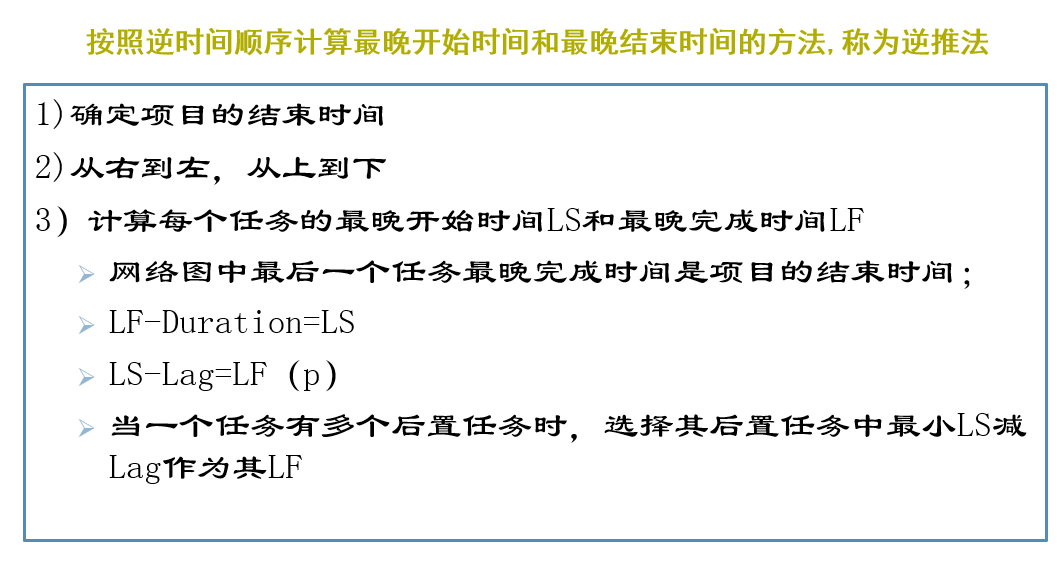 按照逆时间顺序计算最晚开始时间和最晚结束时间的方法,称为逆推法
1)确定项目的结束时间
2)从右到左，从上到下
3）计算每个任务的最晚开始时间LS和最晚完成时间LF
➢ 网络图中最后一个任务最晚完成时间是项目的结束时间；
➢ LF-Duration=LS
➢ LS-Lag=LF（p）
➢ 当一个任务有多个后置任务时，选择其后置任务中最小LS减
Lag作为其LF